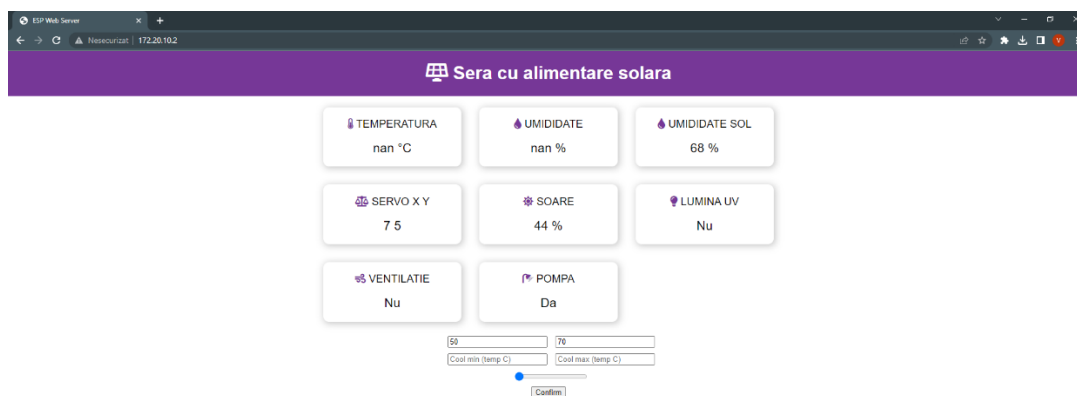 ESP Web Server
Nesecurizat | 172.20.10.2
Sera cu alimentare solara
TEMPERATURA
nan °C
UMIDIDATE
nan %
UMIDIDATE SOL
68 %
SERVO X Y
7 5
SOARE
44 %
LUMINA UV
Nu
VENTILATIE
Nu
POMPA
Da
50
70
Cool min (temp C)
Cool max (temp C)
Confirm